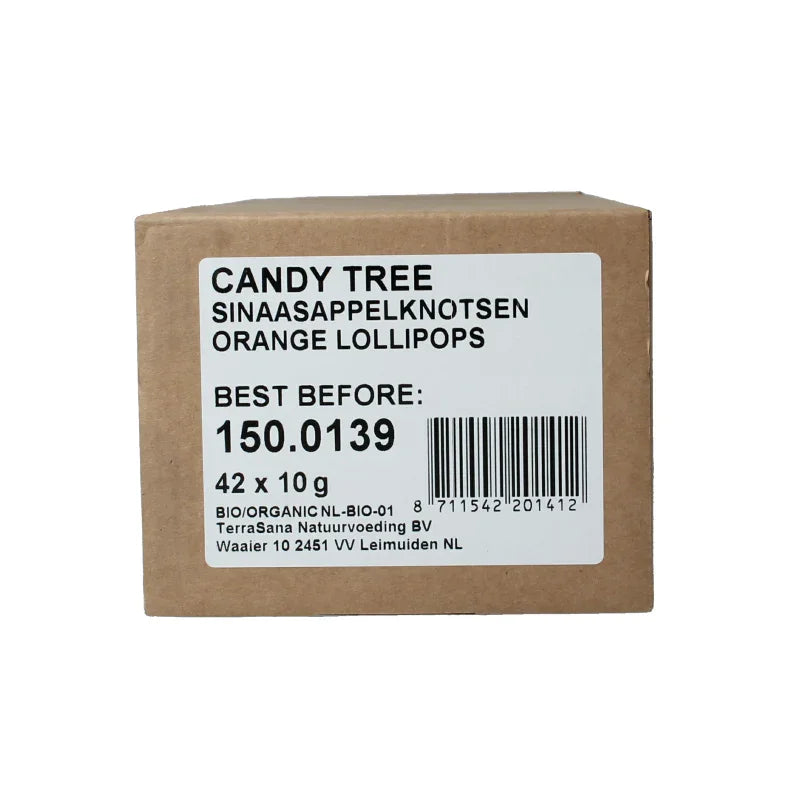 CANDY TREE
SINAASAPPELKNOTSEN
ORANGE LOLLIPOPS
BEST BEFORE:
150.0139
42 x 10 g
BIO/ORGANIC NL-BIO-01
TerraSana Natuurvoeding BV
Waaier 10 2451 VV Leimuiden NL
8 711542 201412